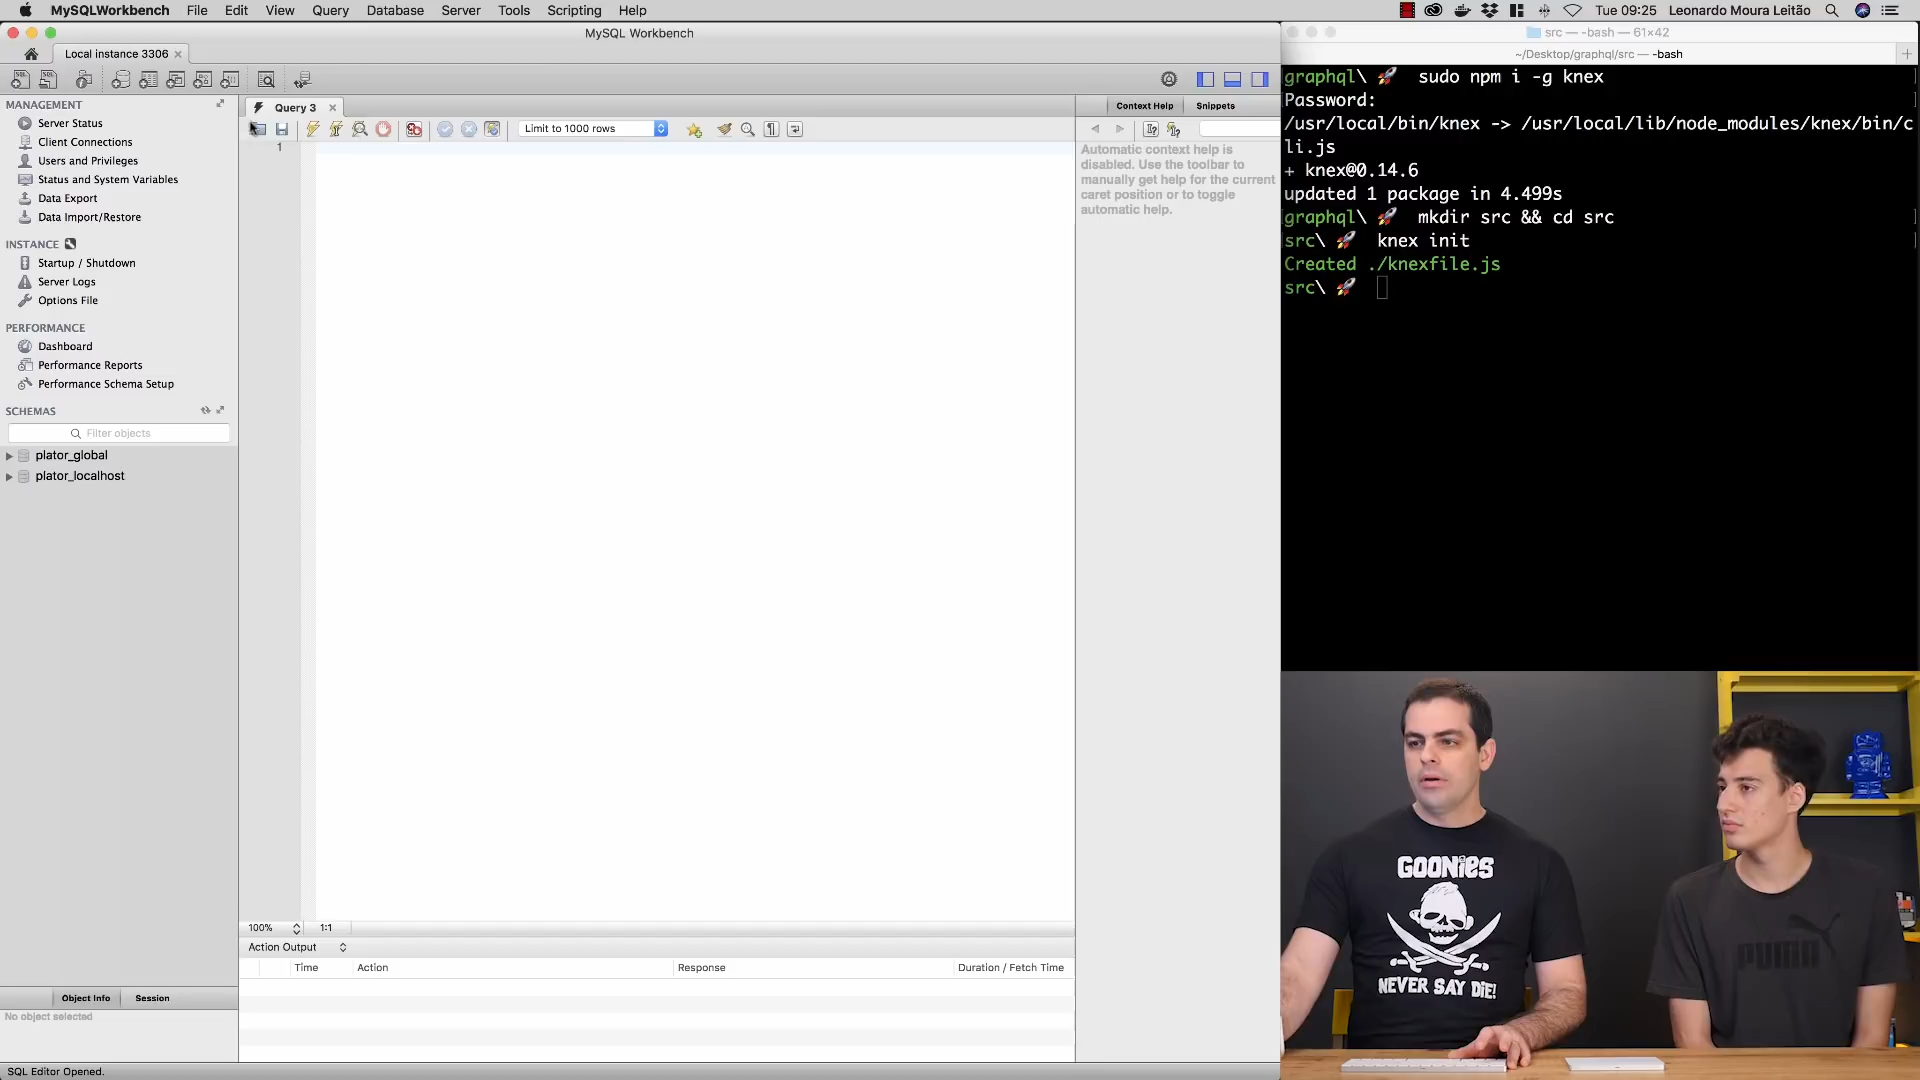 MySQLWorkbench File Edit View Query Database Server Tools Scripting Help
Tue 09:25 Leonardo Moura Leitão
MySQL Workbench
Local instance 3306
MANAGEMENT
Server Status
Client Connections
Users and Privileges
Status and System Variables
Data Export
Data Import/Restore
INSTANCE
Startup / Shutdown
Server Logs
Options File
PERFORMANCE
Dashboard
Performance Reports
Performance Schema Setup
SCHEMAS
Filter objects
plator_global
plator_localhost
Object Info Session
No object selected
SQL Editor Opened.
Query 3
Limit to 1000 rows
1
100% 1:1
Action Output
Time Action Response Duration / Fetch Time
Context Help Snippets
Automatic context help is
disabled. Use the toolbar to
manually get help for the current
caret position or to toggle
automatic help.
src — -bash — 61×42
~/Desktop/graphql/src — -bash
graphql\ 🚀 sudo npm i -g knex
Password:
/usr/local/bin/knex -> /usr/local/lib/node_modules/knex/bin/c
li.js
+ knex@0.14.6
updated 1 package in 4.499s
graphql\ 🚀 mkdir src && cd src
src\ 🚀 knex init
Created ./knexfile.js
src\ 🚀
GOONIES
NEVER SAY DIE!
PUMA